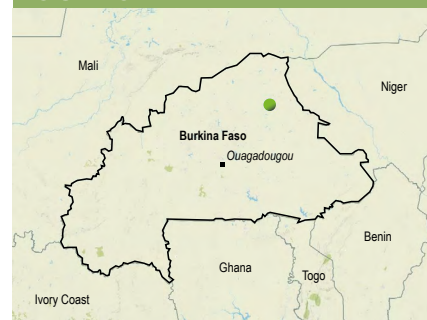 Mali
Niger
Burkina Faso
Ouagadougou
Benin
Ghana
Togo
Ivory Coast